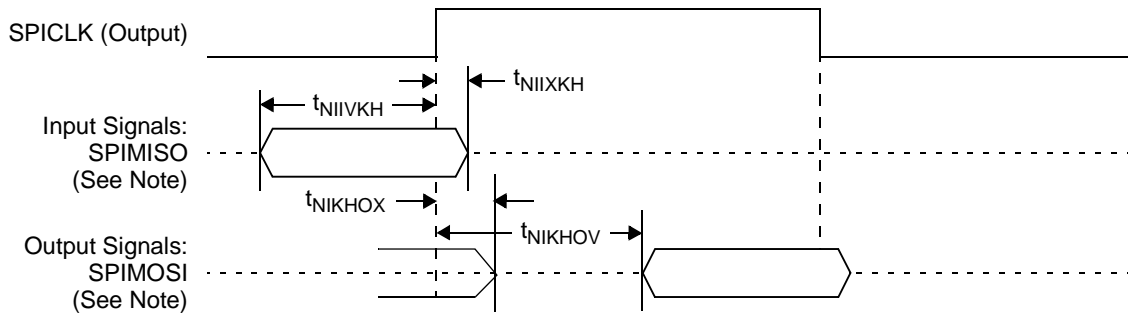 SPICLK (Output)
tNIIXKH
tNIIVKH
Input Signals:
SPIMISO
(See Note)
tNIKHOX
tNIKHOV
Output Signals:
SPIMOSI
(See Note)